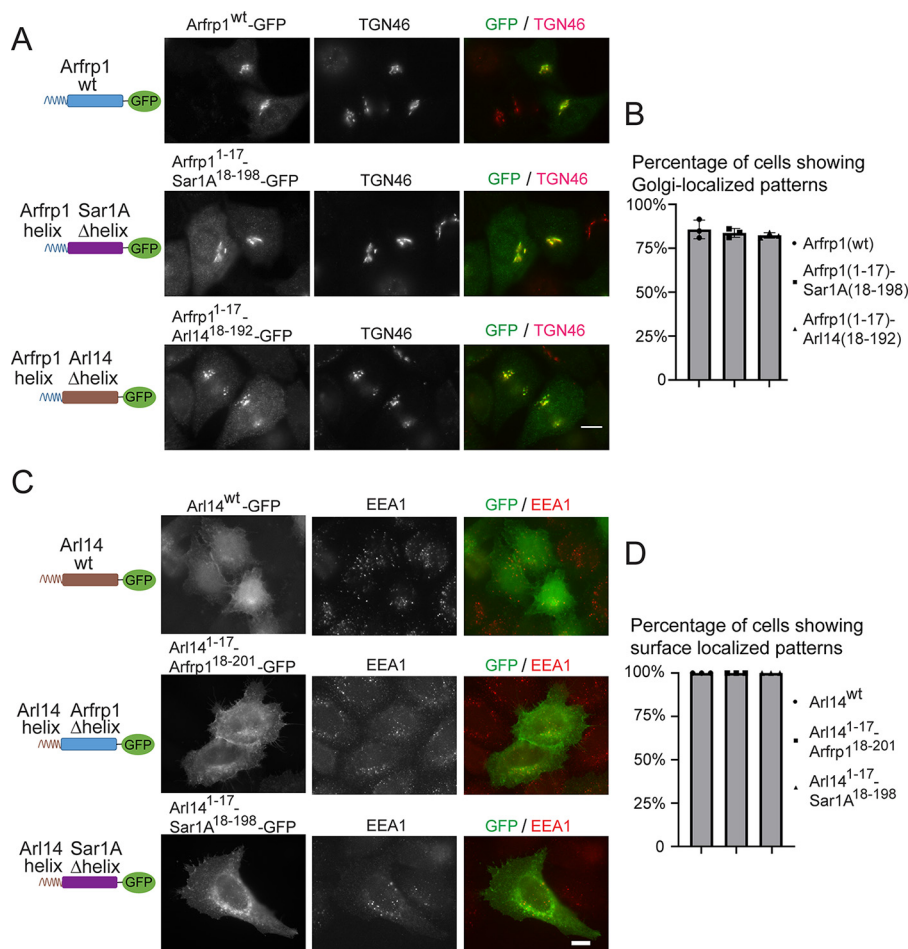 A
Arfrp1
wt
GFP
Arfrp1wt-GFP
TGN46
GFP / TGN46
Arfrp1
helix
Sar1A
Δhelix
GFP
Arfrp11-17-
Sar1A18-198-GFP
TGN46
GFP / TGN46
Arfrp1
helix
Arl14
Δhelix
GFP
Arfrp11-17-
Arl1418-192-GFP
TGN46
GFP / TGN46
B
Percentage of cells showing
Golgi-localized patterns
100%
75%
50%
25%
0
Arfrp1(wt)
Arfrp1(1-17)-
Sar1A(18-198)
Arfrp1(1-17)-
Arl14(18-192)
C
Arl14
wt
GFP
Arl14wt-GFP
EEA1
GFP / EEA1
Arl14
helix
Arfrp1
Δhelix
GFP
Arl141-17-
Arfrp118-201-GFP
EEA1
GFP / EEA1
Arl14
helix
Sar1A
Δhelix
GFP
Arl141-17-
Sar1A18-198-GFP
EEA1
GFP / EEA1
D
Percentage of cells showing
surface localized patterns
100%
75%
50%
25%
0
Arl14wt
Arl141-17-
Arfrp118-201
Arl141-17-
Sar1A18-198